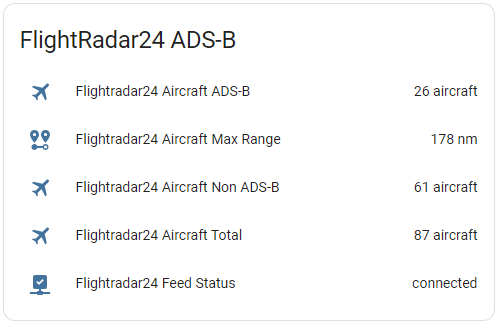 FlightRadar24 ADS-B
Flightradar24 Aircraft ADS-B 26 aircraft
Flightradar24 Aircraft Max Range 178 nm
Flightradar24 Aircraft Non ADS-B 61 aircraft
Flightradar24 Aircraft Total 87 aircraft
Flightradar24 Feed Status connected